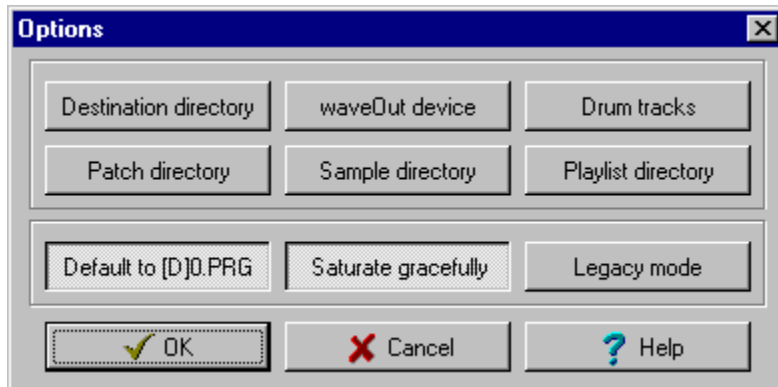 Options
Destination directory
waveOut device
Drum tracks
Patch directory
Sample directory
Playlist directory
Default to [D]0.PRG
Saturate gracefully
Legacy mode
OK
Cancel
? Help